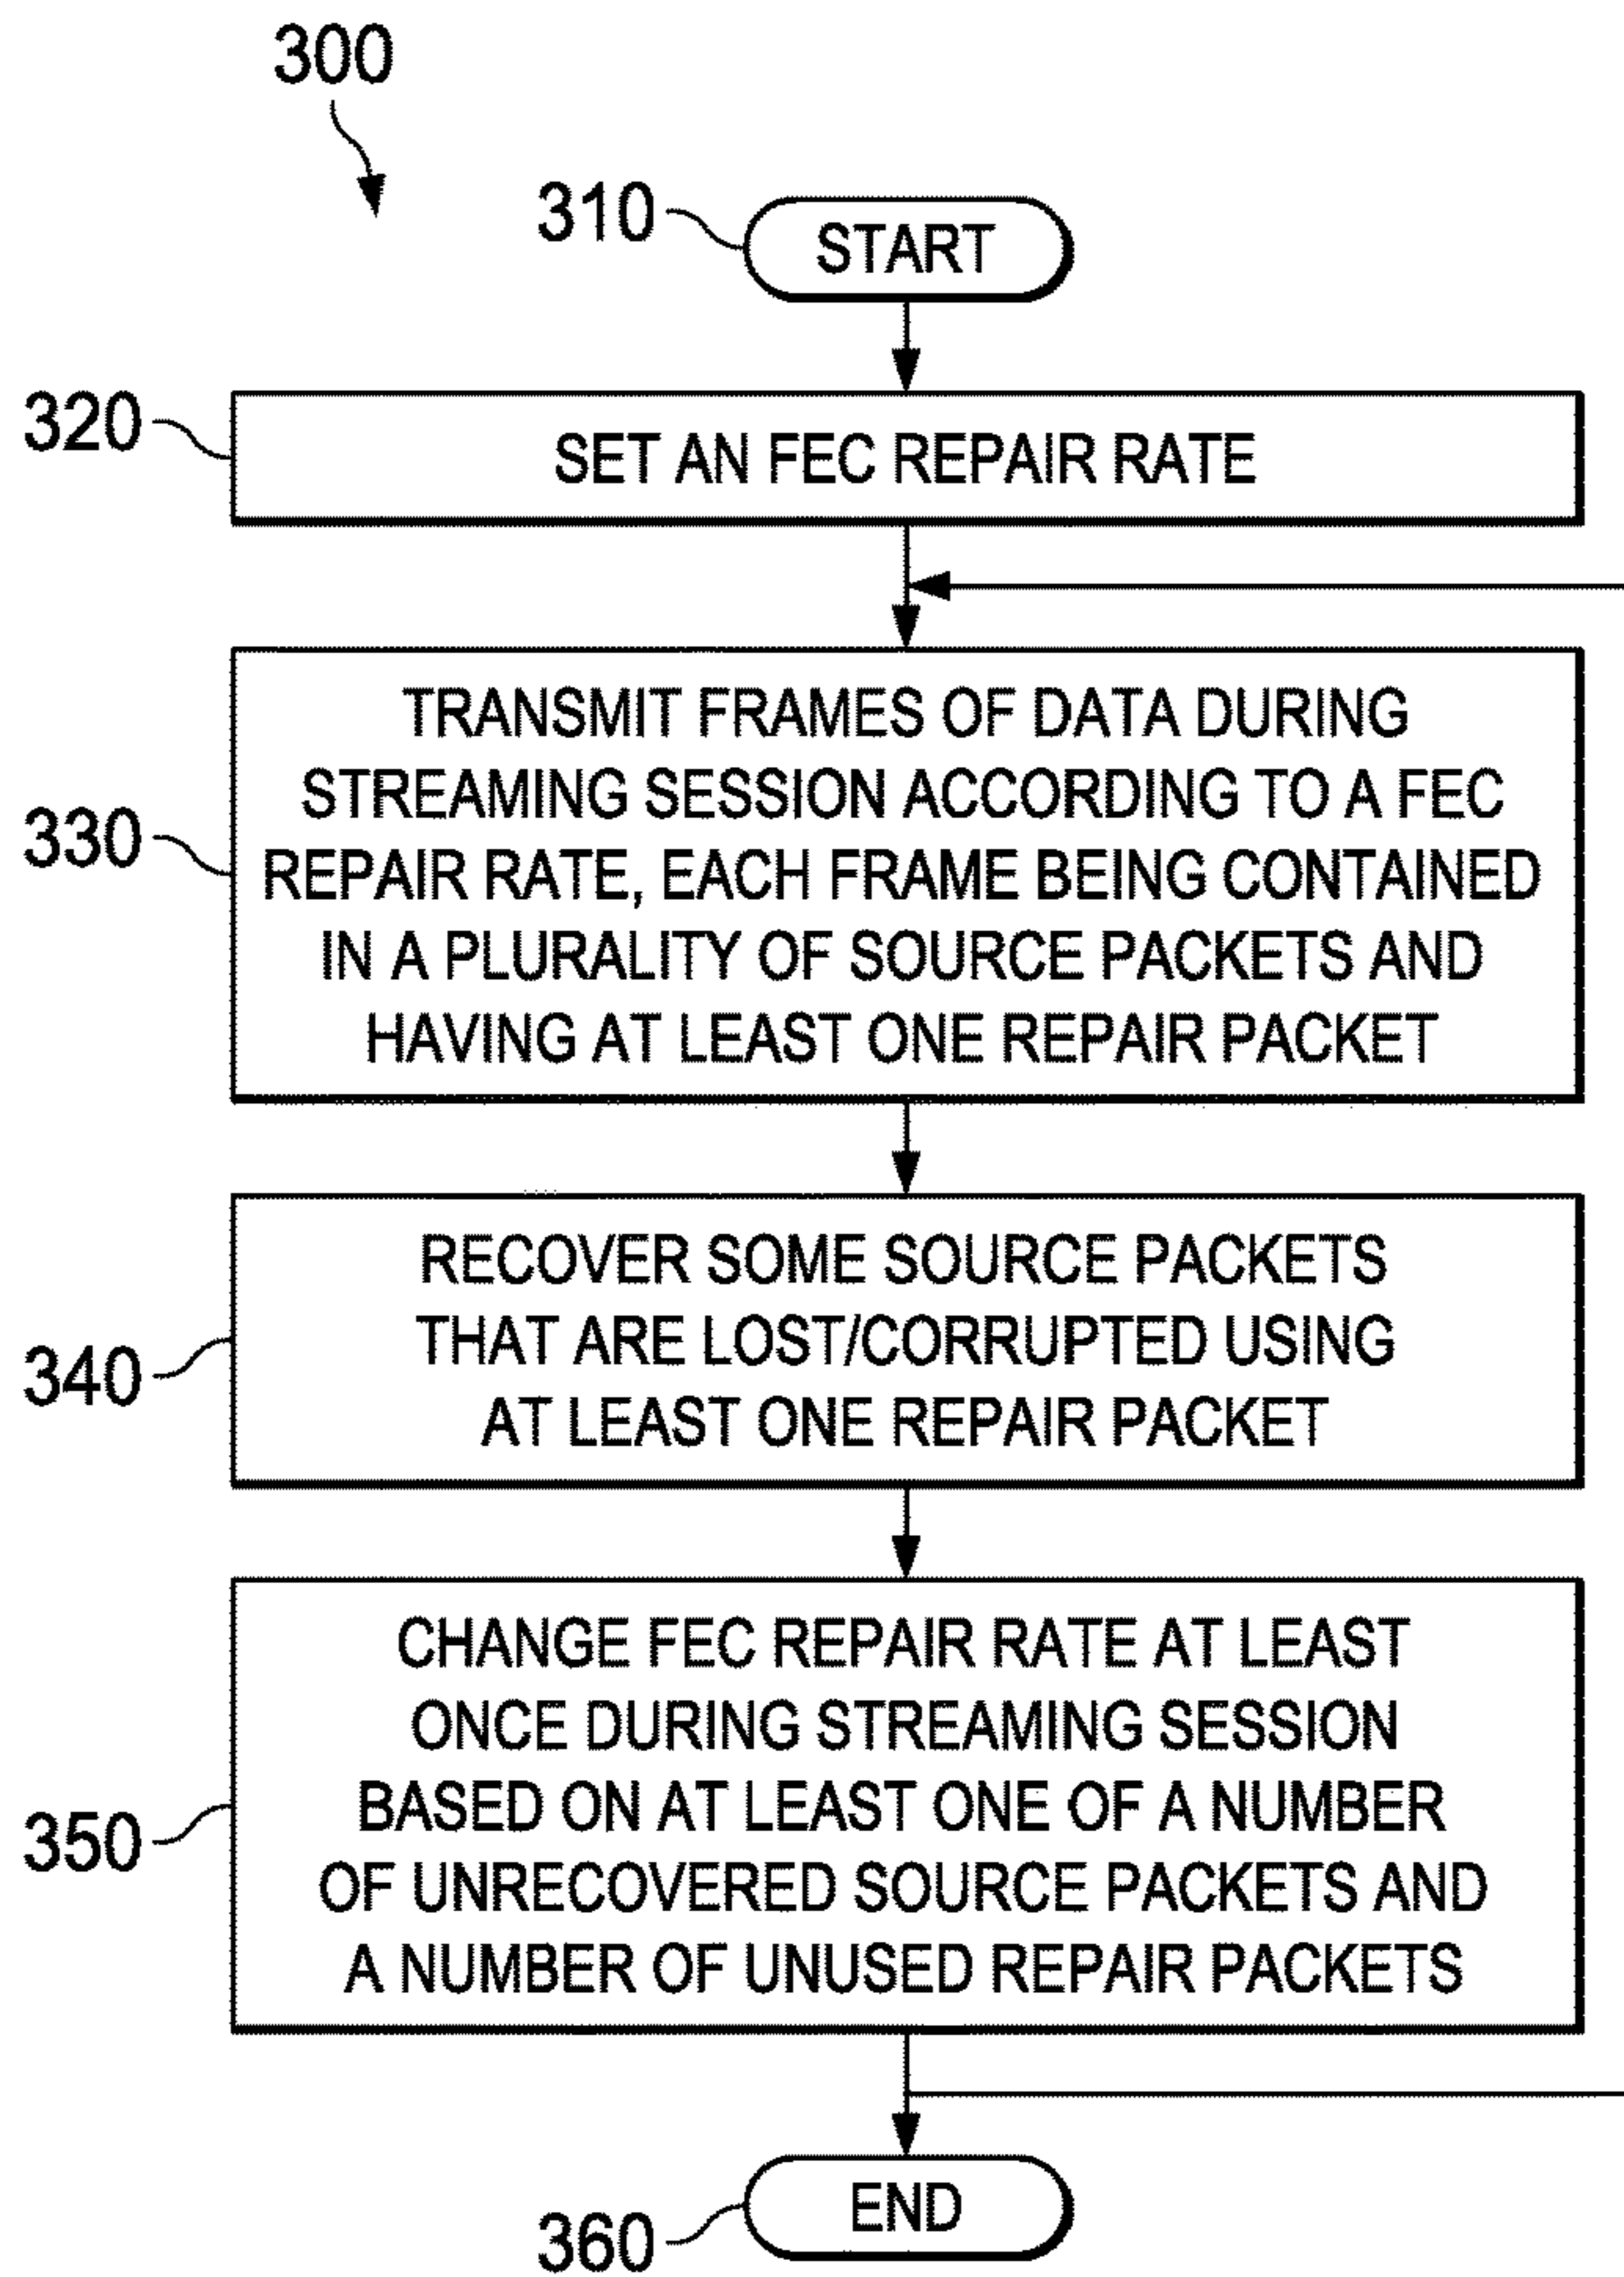 300
310
START
320
SET AN FEC REPAIR RATE
330
TRANSMIT FRAMES OF DATA DURING
STREAMING SESSION ACCORDING TO A FEC
REPAIR RATE, EACH FRAME BEING CONTAINED
IN A PLURALITY OF SOURCE PACKETS AND
HAVING AT LEAST ONE REPAIR PACKET
340
RECOVER SOME SOURCE PACKETS
THAT ARE LOST/CORRUPTED USING
AT LEAST ONE REPAIR PACKET
350
CHANGE FEC REPAIR RATE AT LEAST
ONCE DURING STREAMING SESSION
BASED ON AT LEAST ONE OF A NUMBER
OF UNRECOVERED SOURCE PACKETS AND
A NUMBER OF UNUSED REPAIR PACKETS
360
END